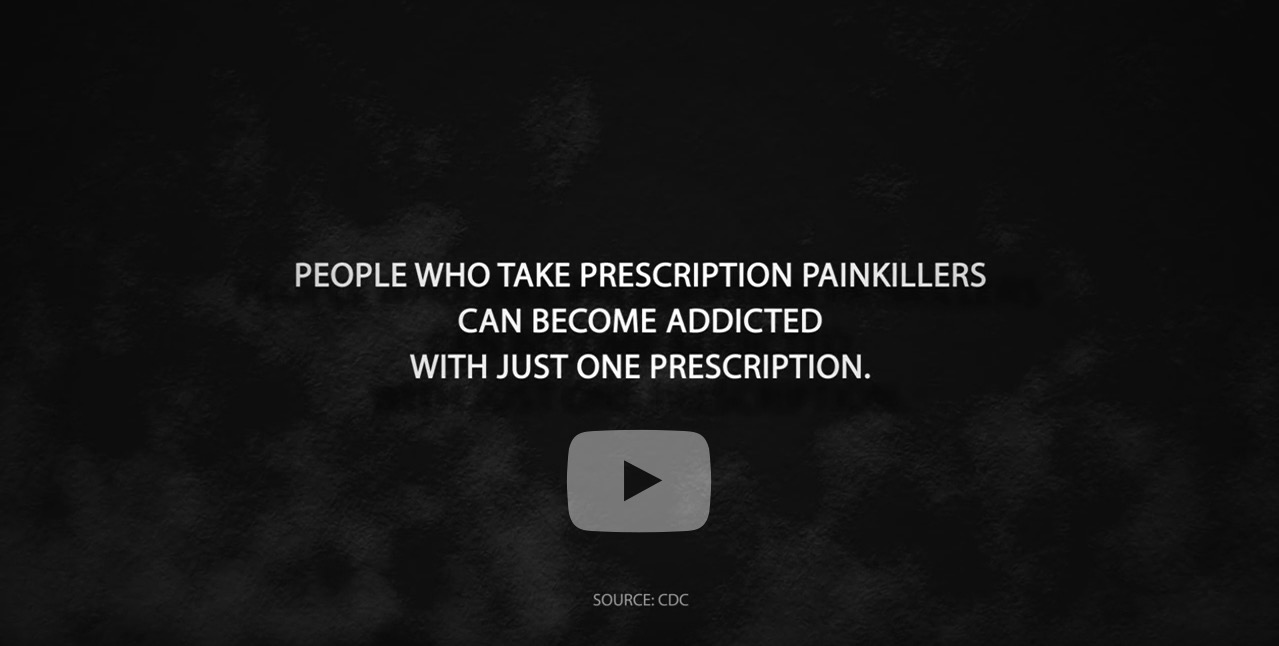 PEOPLE WHO TAKE PRESCRIPTION PAINKILLERS
CAN BECOME ADDICTED
WITH JUST ONE PRESCRIPTION.
SOURCE: CDC